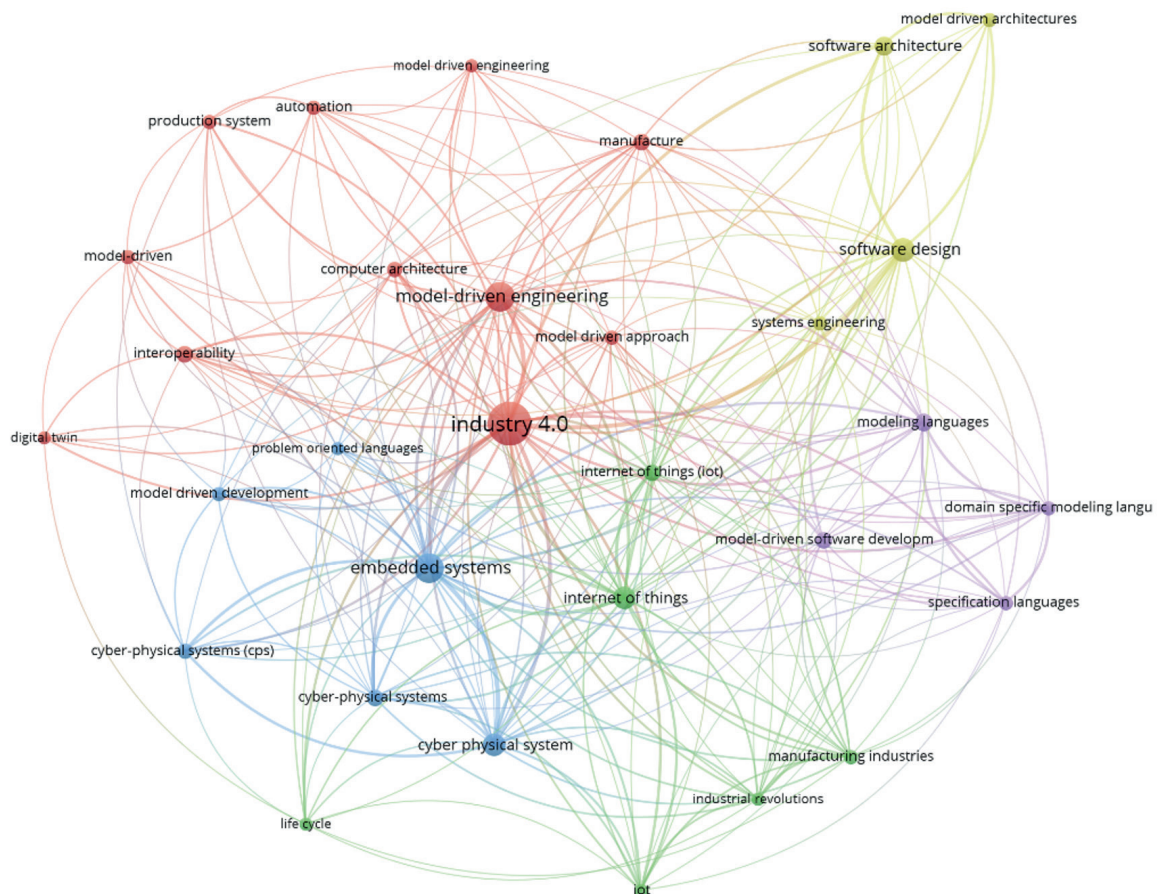 model driven architectures
software architecture
model driven engineering
automation
production system
manufacture
software design
model-driven
computer architecture
model-driven engineering
systems engineering
model driven approach
interoperability
industry 4.0
modeling languages
digital twin
problem oriented languages
internet of things (iot)
model driven development
domain specific modeling langu
model-driven software developm
embedded systems
internet of things
specification languages
cyber-physical systems (cps)
cyber-physical systems
cyber physical system
manufacturing industries
industrial revolutions
life cycle
iot